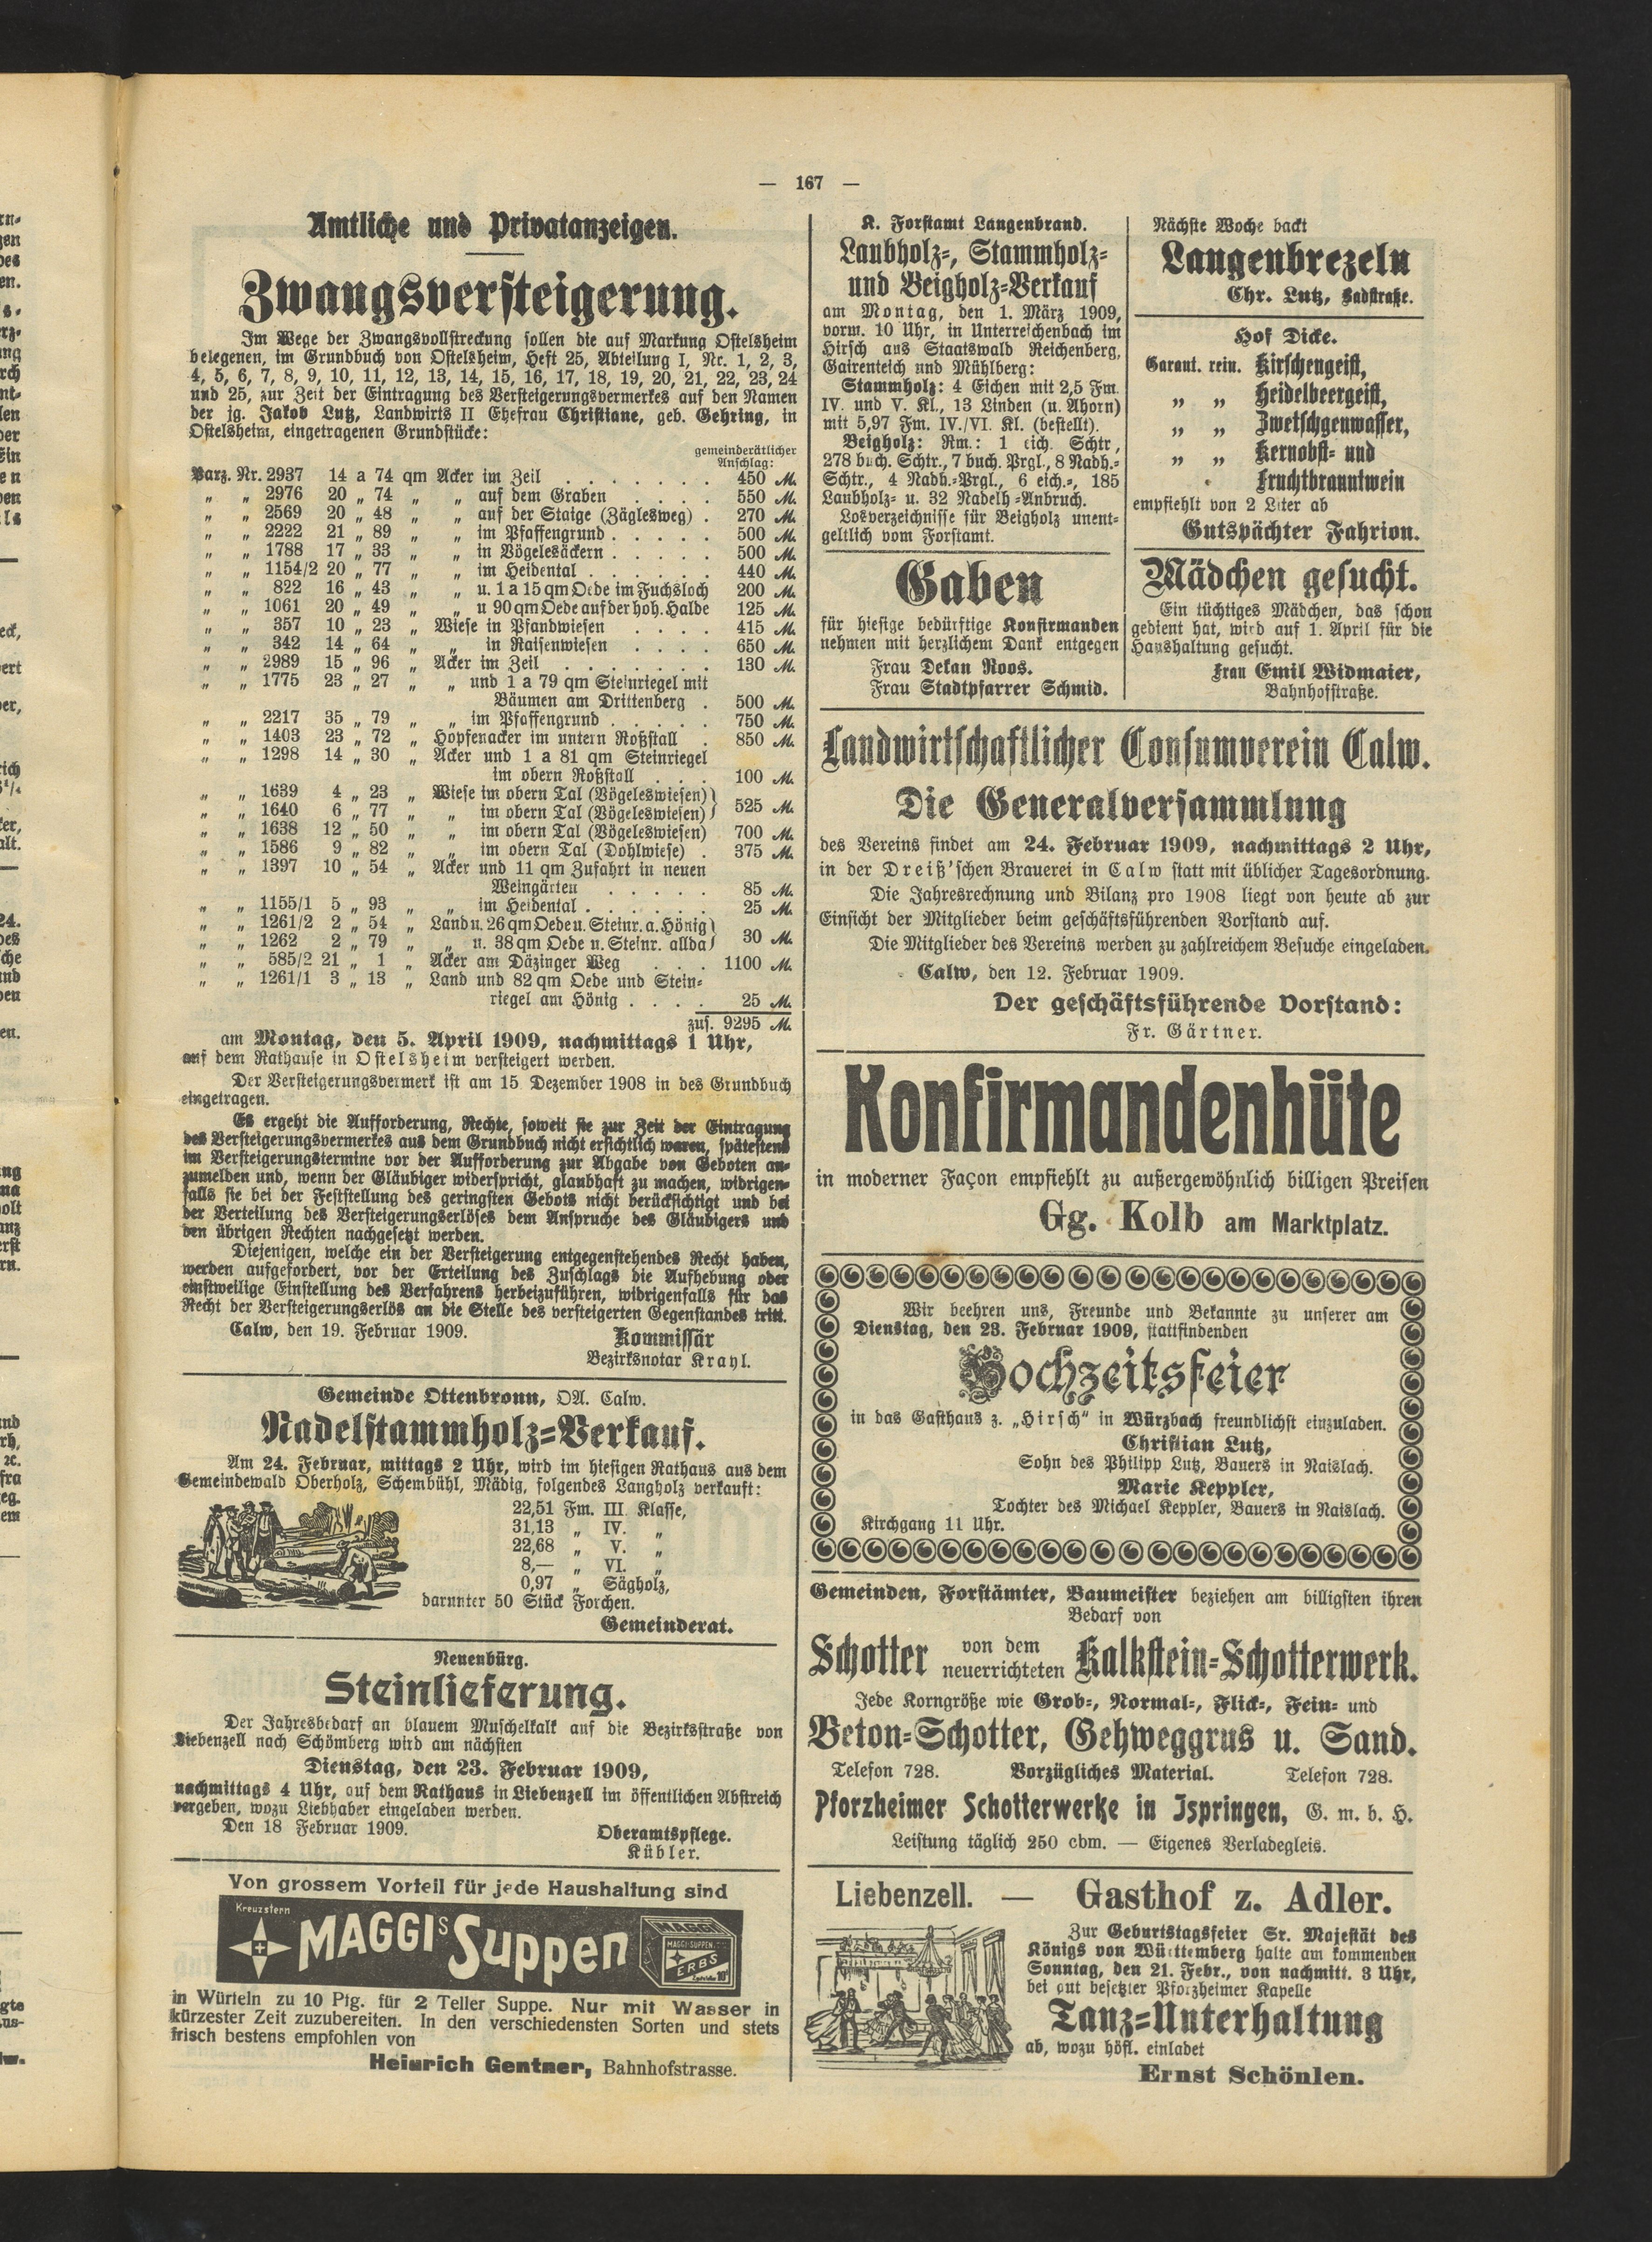 — 167 —
Amtliche und Privatanzeigen.
Zwangsversteigerung.
Im Wege der Zwangsvollstreckung sollen die auf Markung Ostelsheim
belegenen, im Grundbuch von Ostelsheim, Heft 25, Abteilung I, Nr. 1, 2, 3,
4, 5, 6, 7, 8, 9, 10, 11, 12, 13, 14, 15, 16, 17, 18, 19, 20, 21, 22, 23, 24
und 25, zur Zeit der Eintragung des Versteigerungsvermerkes auf den Namen
der jg. Jakob Lutz, Landwirts II Ehefrau Christiane, geb. Gehring, in
Ostelsheim, eingetragenen Grundstücke:
gemeinderätlicher
Anschlag:
Parz. Nr. 2937 14 a 74 qm Acker im Zeil . . . . . . . 450 M.
„ „ 2976 20 „ 74 „ „ auf dem Graben . . . . 550 M.
„ „ 2569 20 „ 48 „ „ auf der Staige (Zäglesweg) . 270 M.
„ „ 2222 21 „ 89 „ „ im Pfaffengrund . . . . . 500 M.
„ „ 1788 17 „ 33 „ „ in Vögelesäckern . . . . . 500 M.
„ „ 1154/2 20 „ 77 „ „ im Heidental . . . . . . 440 M.
„ „ 822 16 „ 43 „ „ u. 1 a 15 qm Oede im Fuchsloch 200 M.
„ „ 1061 20 „ 49 „ „ u 90 qm Oede auf der hoh. Halde 125 M.
„ „ 357 10 „ 23 „ Wiese in Pfandwiesen . . . . 415 M.
„ „ 342 14 „ 64 „ „ in Raisenwiesen . . . . 650 M.
„ „ 2989 15 „ 96 „ Acker im Zeil . . . . . . . 130 M.
„ „ 1775 23 „ 27 „ „ und 1 a 79 qm Steinriegel mit
Bäumen am Drittenberg . 500 M.
„ „ 2217 35 „ 79 „ „ im Pfaffengrund . . . . . 750 M.
„ „ 1403 23 „ 72 „ Hopfenacker im untern Roßstall . 850 M.
„ „ 1298 14 „ 30 „ Acker und 1 a 81 qm Steinriegel
im obern Roßstall . . . 100 M.
„ „ 1639 4 „ 23 „ Wiese im obern Tal (Vögeleswiesen)
„ „ 1640 6 „ 77 „ „ im obern Tal (Vögeleswiesen) 525 M.
„ „ 1638 12 „ 50 „ „ im obern Tal (Vögeleswiesen) 700 M.
„ „ 1586 9 „ 82 „ „ im obern Tal (Dohlwiese) . 375 M.
„ „ 1397 10 „ 54 „ Acker und 11 qm Zufahrt in neuen
Weingärten . . . . . 85 M.
„ „ 1155/1 5 „ 93 „ „ im Heidental . . . . . . 25 M.
„ „ 1261/2 2 „ 54 „ Land u. 26 qm Oede u. Steinr. a. Hönig
„ „ 1262 2 „ 79 „ „ u. 38 qm Oede u. Steinr. allda 30 M.
„ „ 585/2 21 „ 1 „ Acker am Däzinger Weg . . . 1100 M.
„ „ 1261/1 3 „ 13 „ Land und 82 qm Oede und Stein-
riegel am Hönig . . . . 25 M.
zus. 9295 M.
am Montag, den 5. April 1909, nachmittags 1 Uhr,
auf dem Rathause in Ostelsheim versteigert werden.
Der Versteigerungsvermerk ist am 15 Dezember 1908 in des Grundbuch
eingetragen.
Es ergeht die Aufforderung, Rechte, soweit sie zur Zeit der Eintragung
des Versteigerungsvermerkes aus dem Grundbuch nicht ersichtlich waren, spätestens
im Versteigerungstermine vor der Aufforderung zur Abgabe von Geboten an-
zumelden und, wenn der Gläubiger widerspricht, glaubhaft zu machen, widrigen-
falls sie bei der Feststellung des geringsten Gebots nicht berücksichtigt und bei
der Verteilung des Versteigerungserlöses dem Anspruche des Gläubigers und
den übrigen Rechten nachgesetzt werden.
Diejenigen, welche ein der Versteigerung entgegenstehendes Recht haben,
werden aufgefordert, vor der Erteilung des Zuschlags die Aufhebung oder
einstweilige Einstellung des Verfahrens herbeizuführen, widrigenfalls für das
Recht der Versteigerungserlös an die Stelle des versteigerten Gegenstandes tritt.
Calw, den 19. Februar 1909.
Kommissär
Bezirksnotar Krayl.
Gemeinde Ottenbronn, OA. Calw.
Nadelstammholz-Verkauf.
Am 24. Februar, mittags 2 Uhr, wird im hiesigen Rathaus aus dem
Gemeindewald Oberholz, Schembühl, Mädig, folgendes Langholz verkauft:
22,51 Fm. III Klasse,
31,13 „ IV. „
22,68 „ V. „
8,— „ VI. „
0,97 „ Sägholz,
darunter 50 Stück Forchen.
Gemeinderat.
Neuenbürg.
Steinlieferung.
Der Jahresbedarf an blauem Muschelkalk auf die Bezirksstraße von
Liebenzell nach Schömberg wird am nächsten
Dienstag, den 23. Februar 1909,
nachmittags 4 Uhr, auf dem Rathaus in Liebenzell im öffentlichen Abstreich
vergeben, wozu Liebhaber eingeladen werden.
Den 18 Februar 1909.
Oberamtspflege.
Kübler.
Von grossem Vorteil für jede Haushaltung sind
Kreuzstern
MAGGIs Suppen
MAGGI
MAGGI-SUPPEN
ERBS
in Würfeln zu 10 Pfg. für 2 Teller Suppe. Nur mit Wasser in
kürzester Zeit zuzubereiten. In den verschiedensten Sorten und stets
frisch bestens empfohlen von
Heinrich Gentner, Bahnhofstrasse.
K. Forstamt Langenbrand.
Laubholz-, Stammholz-
und Beigholz-Verkauf
am Montag, den 1. März 1909,
vorm. 10 Uhr, in Unterreichenbach im
Hirsch aus Staatswald Reichenberg,
Gairenteich und Mühlberg:
Stammholz: 4 Eichen mit 2,5 Fm.
IV. und V. Kl., 13 Linden (u. Ahorn)
mit 5,97 Fm. IV./VI. Kl. (bestellt).
Beigholz: Rm.: 1 eich. Schtr,
278 buch. Schtr., 7 buch. Prgl., 8 Nadh.-
Schtr., 4 Nadh.-Prgl., 6 eich.-, 185
Laubholz- u. 32 Nadelh-Anbruch.
Losverzeichnisse für Beigholz unent-
geltlich vom Forstamt.
Gaben
für hiesige bedürftige Konfirmanden
nehmen mit herzlichem Dank entgegen
Frau Dekan Roos.
Frau Stadtpfarrer Schmid.
Nächste Woche backt
Langenbrezeln
Chr. Lutz, Badstraße.
Hof Dicke.
Garant. rein. Kirschengeist,
„ „ Heidelbeergeist,
„ „ Zwetschgenwasser,
„ „ Kernobst- und
Fruchtbranntwein
empfiehlt von 2 Liter ab
Gutspächter Fahrion.
Mädchen gesucht.
Ein tüchtiges Mädchen, das schon
gedient hat, wird auf 1. April für die
Haushaltung gesucht.
Frau Emil Widmaier,
Bahnhofstraße.
Landwirtschaftlicher Consumverein Calw.
Die Generalversammlung
des Vereins findet am 24. Februar 1909, nachmittags 2 Uhr,
in der Dreiß'schen Brauerei in Calw statt mit üblicher Tagesordnung.
Die Jahresrechnung und Bilanz pro 1908 liegt von heute ab zur
Einsicht der Mitglieder beim geschäftsführenden Vorstand auf.
Die Mitglieder des Vereins werden zu zahlreichem Besuche eingeladen.
Calw, den 12. Februar 1909.
Der geschäftsführende Vorstand:
Fr. Gärtner.
Konfirmandenhüte
in moderner Façon empfiehlt zu außergewöhnlich billigen Preisen
Gg. Kolb am Marktplatz.
Wir beehren uns, Freunde und Bekannte zu unserer am
Dienstag, den 23. Februar 1909, stattfindenden
Hochzeitsfeier
in das Gasthaus z. „Hirsch“ in Würzbach freundlichst einzuladen.
Christian Lutz,
Sohn des Philipp Lutz, Bauers in Naislach.
Marie Keppler,
Tochter des Michael Keppler, Bauers in Naislach.
Kirchgang 11 Uhr.
Gemeinden, Forstämter, Baumeister beziehen am billigsten ihren
Bedarf von
Schotter von dem neuerrichteten Kalkstein-Schotterwerk.
Jede Korngröße wie Grob-, Normal-, Flick-, Fein- und
Beton-Schotter, Gehweggrus u. Sand.
Telefon 728. Vorzügliches Material. Telefon 728.
Pforzheimer Schotterwerke in Ispringen, G. m. b. H.
Leistung täglich 250 cbm. — Eigenes Verladegleis.
Liebenzell. — Gasthof z. Adler.
Zur Geburtstagsfeier Sr. Majestät des
Königs von Württemberg halte am kommenden
Sonntag, den 21. Febr., von nachmitt. 3 Uhr,
bei gut besetzter Pforzheimer Kapelle
Tanz-Unterhaltung
ab, wozu höfl. einladet
Ernst Schönlen.